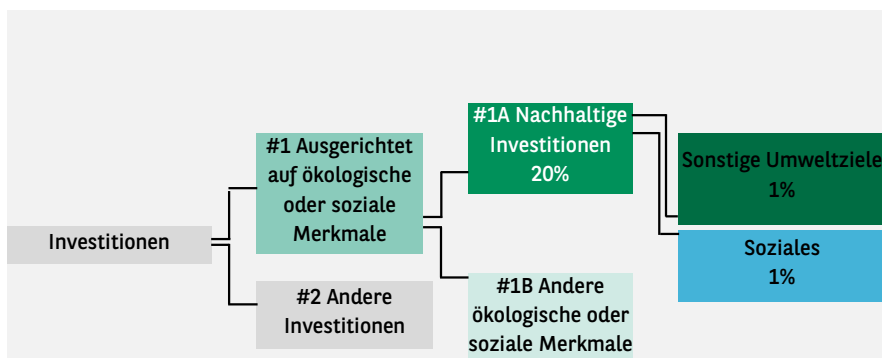 Investitionen
#1 Ausgerichtet
auf ökologische
oder soziale
Merkmale
#2 Andere
Investitionen
#1A Nachhaltige
Investitionen
20%
#1B Andere
ökologische oder
soziale Merkmale
Sonstige Umweltziele
1%
Soziales
1%